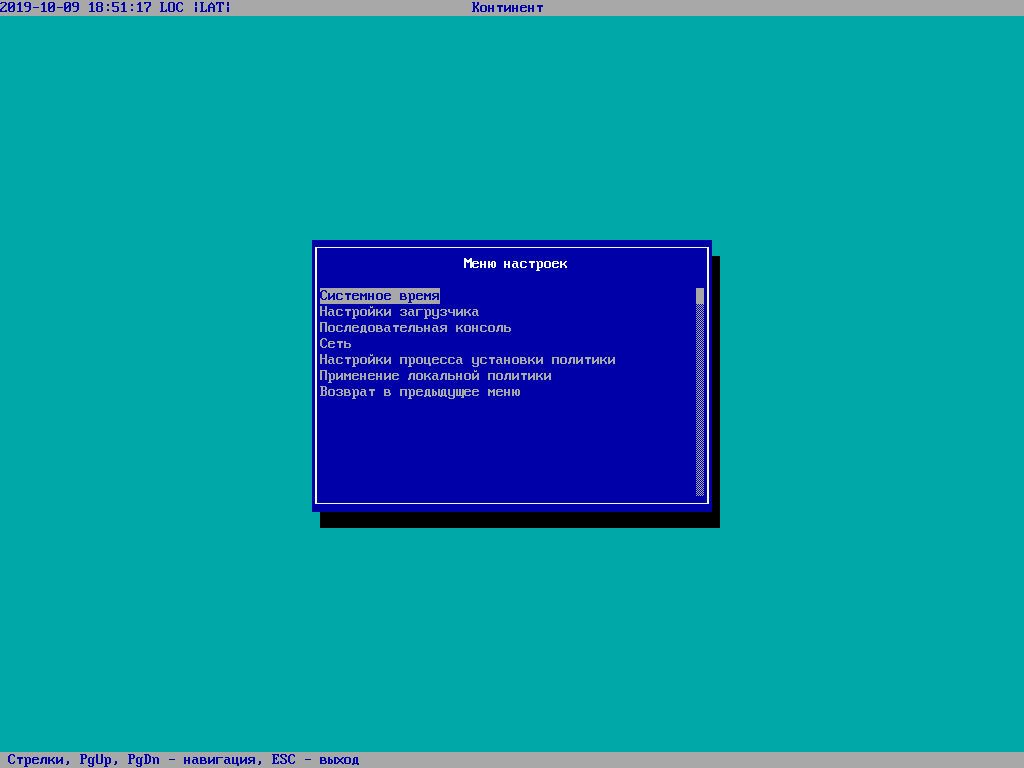 2019-10-09 18:51:17 LOC |LAT| Континент
Меню настроек
Системное время
Настройки загрузчика
Последовательная консоль
Сеть
Настройки процесса установки политики
Применение локальной политики
Возврат в предыдущее меню
Стрелки, PgUp, PgDn - навигация, ESC - выход